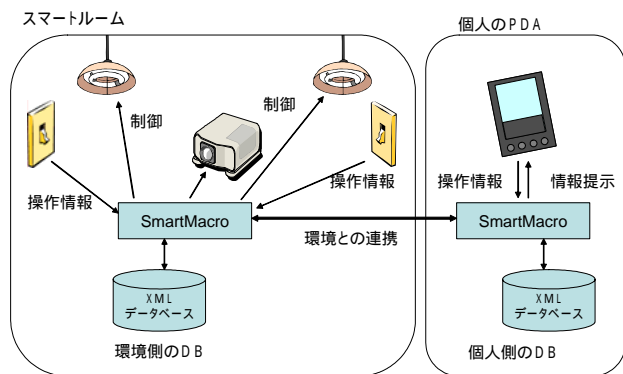 スマートルーム
個人のPDA
制御
制御
操作情報
操作情報
操作情報
情報提示
SmartMacro
SmartMacro
環境との連携
XML
データベース
XML
データベース
環境側のDB
個人側のDB